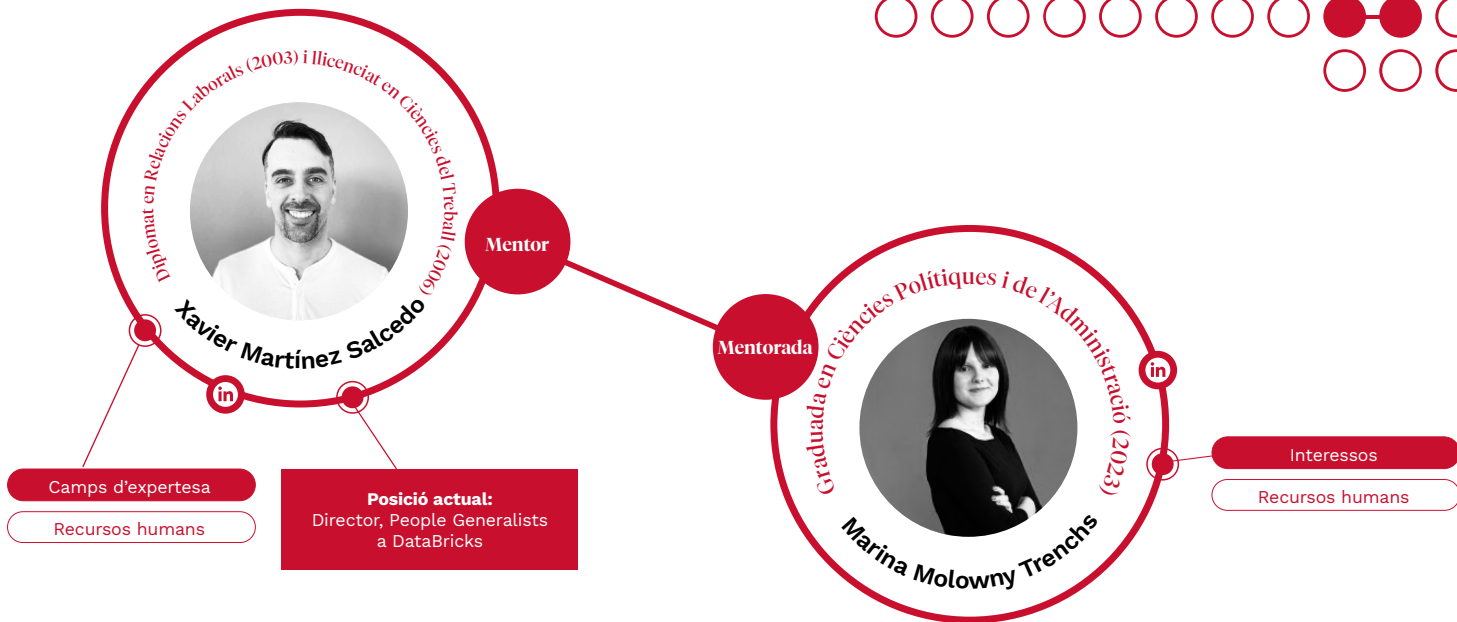 Diplomat en Relacions Laborals (2003) i llicenciat en Ciències del Treball (2006)
Xavier Martínez Salcedo
Mentor
in
Camps d’expertesa
Recursos humans
Posició actual:
Director, People Generalists
a DataBricks
Mentorada
Graduada en Ciències Polítiques i de l’Administració (2023)
Marina Molowny Trenchs
in
Interessos
Recursos humans